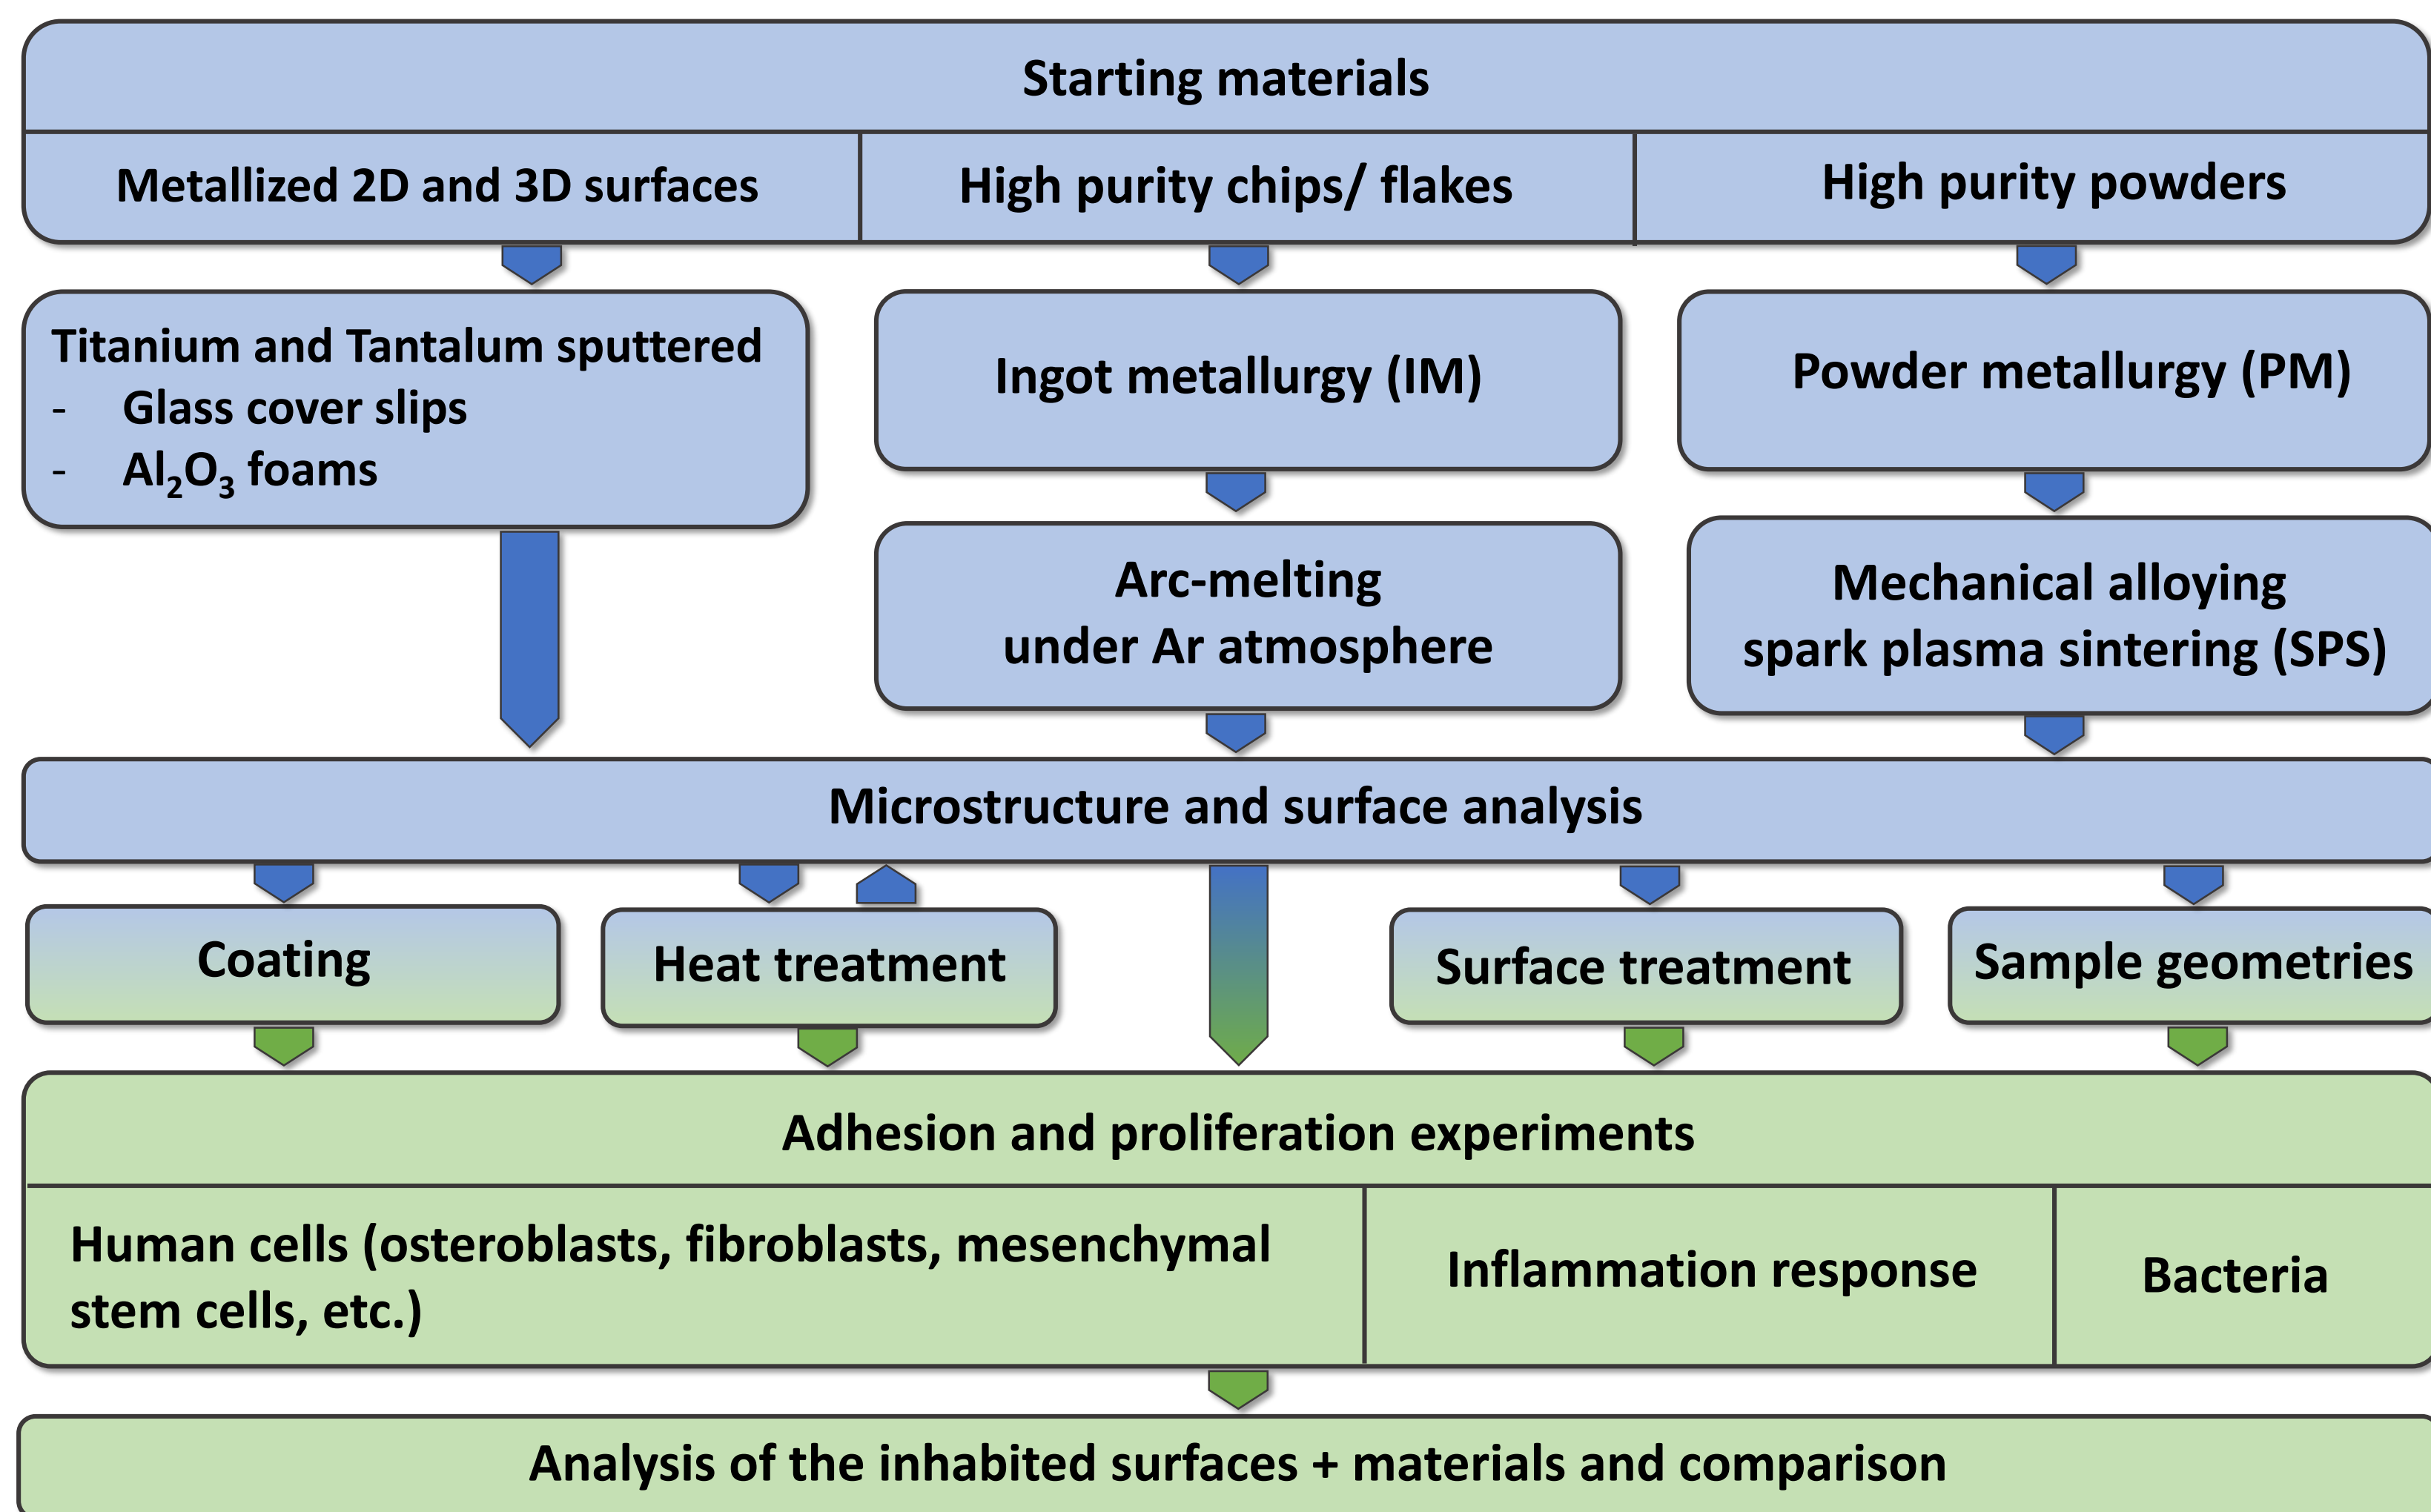 Starting materials
Metallized 2D and 3D surfaces
High purity chips/ flakes
High purity powders
Titanium and Tantalum sputtered
- Glass cover slips
- Al₂O₃ foams
Ingot metallurgy (IM)
Powder metallurgy (PM)
Arc-melting
under Ar atmosphere
Mechanical alloying
spark plasma sintering (SPS)
Microstructure and surface analysis
Coating
Heat treatment
Surface treatment
Sample geometries
Adhesion and proliferation experiments
Human cells (osteroblasts, fibroblasts, mesenchymal
stem cells, etc.)
Inflammation response
Bacteria
Analysis of the inhabited surfaces + materials and comparison